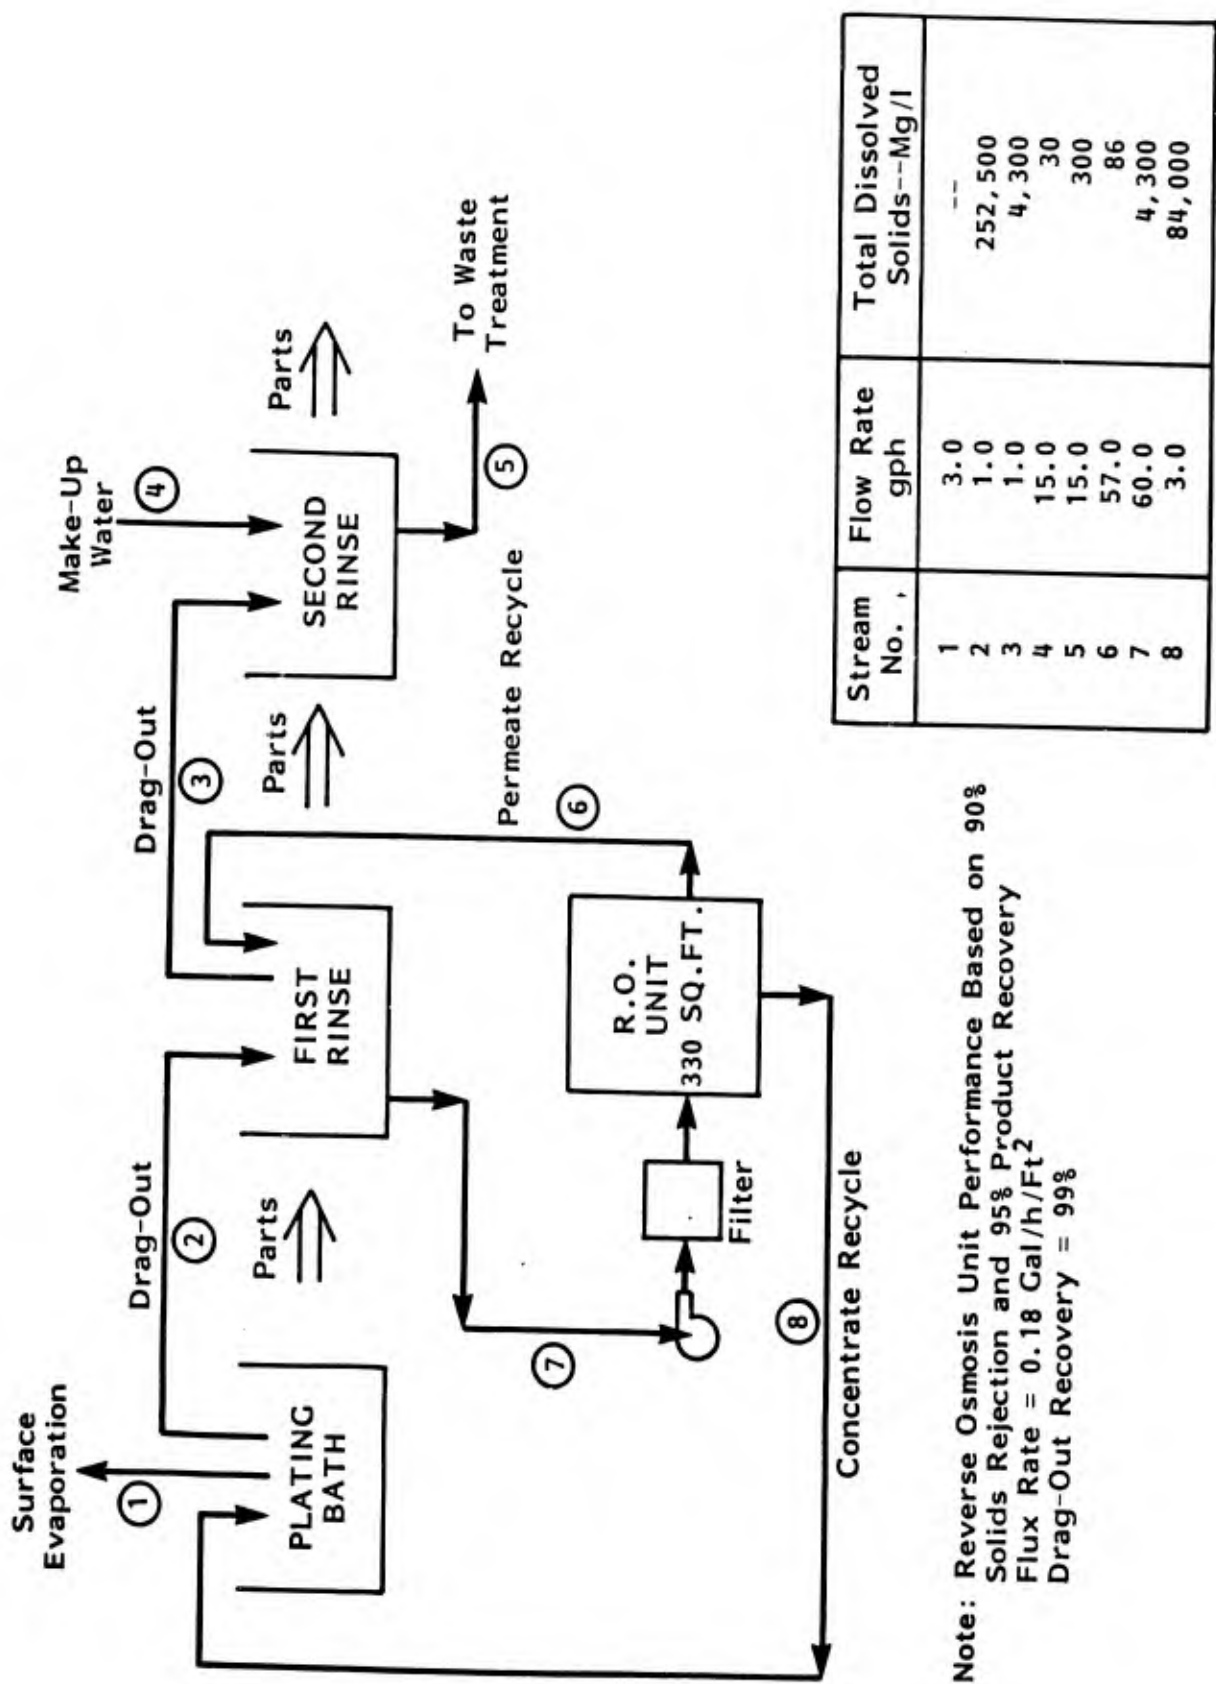 Surface
Evaporation
1
Drag-Out
2
Drag-Out
3
Make-Up
Water
4
PLATING
BATH
Parts
FIRST
RINSE
Parts
SECOND
RINSE
Parts
5
To Waste
Treatment
Permeate Recycle
6
7
Filter
R.O.
UNIT
330 SQ.FT.
8
Concentrate Recycle
Note: Reverse Osmosis Unit Performance Based on 90%
Solids Rejection and 95% Product Recovery
Flux Rate = 0.18 Gal/h/Ft2
Drag-Out Recovery = 99%
Stream No. Flow Rate gph Total Dissolved Solids--Mg/l
1 3.0 --
2 1.0 252,500
3 1.0 4,300
4 15.0 30
5 15.0 300
6 57.0 86
7 60.0 4,300
8 3.0 84,000